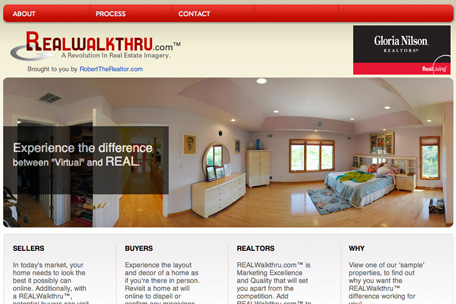 ABOUT PROCESS CONTACT
REALWALKTHRU.com™
A Revolution In Real Estate Imagery.
Brought to you by RobertTheRealtor.com
Gloria Nilson
REALTORS
Real Living
Experience the difference
between "Virtual" and REAL.
SELLERS
In today's market, your
home needs to look the
best it possibly can
online. Additionally, with
a REALWalkthru™,
potential buyers can visit
BUYERS
Experience the layout
and decor of a home as
if you're there in person.
Revisit a home at will
online to dispell or
confirm any misgivings
REALTORS
REALWalkthru.com™ is
Marketing Excellence
and Quality that will set
you apart from the
competition. Add
REALWalkthru.com™ to
WHY
View one of our 'sample'
properties, to find out
why you want the
REALWalkthru™
difference working for
you!